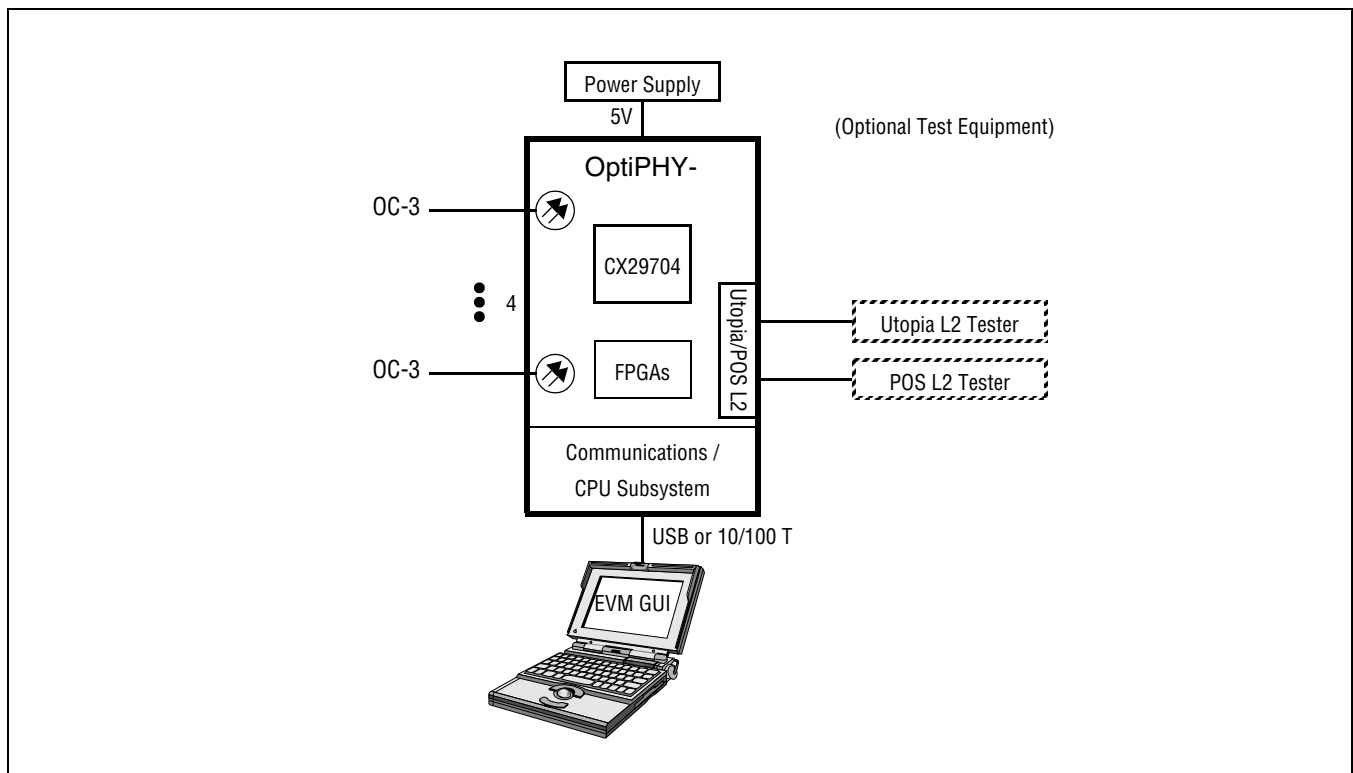 Power Supply
5V
(Optional Test Equipment)
OptiPHY-
OC-3
CX29704
4
Utopia/POS L2
Utopia L2 Tester
OC-3
FPGAs
POS L2 Tester
Communications /
CPU Subsystem
USB or 10/100 T
EVM GUI